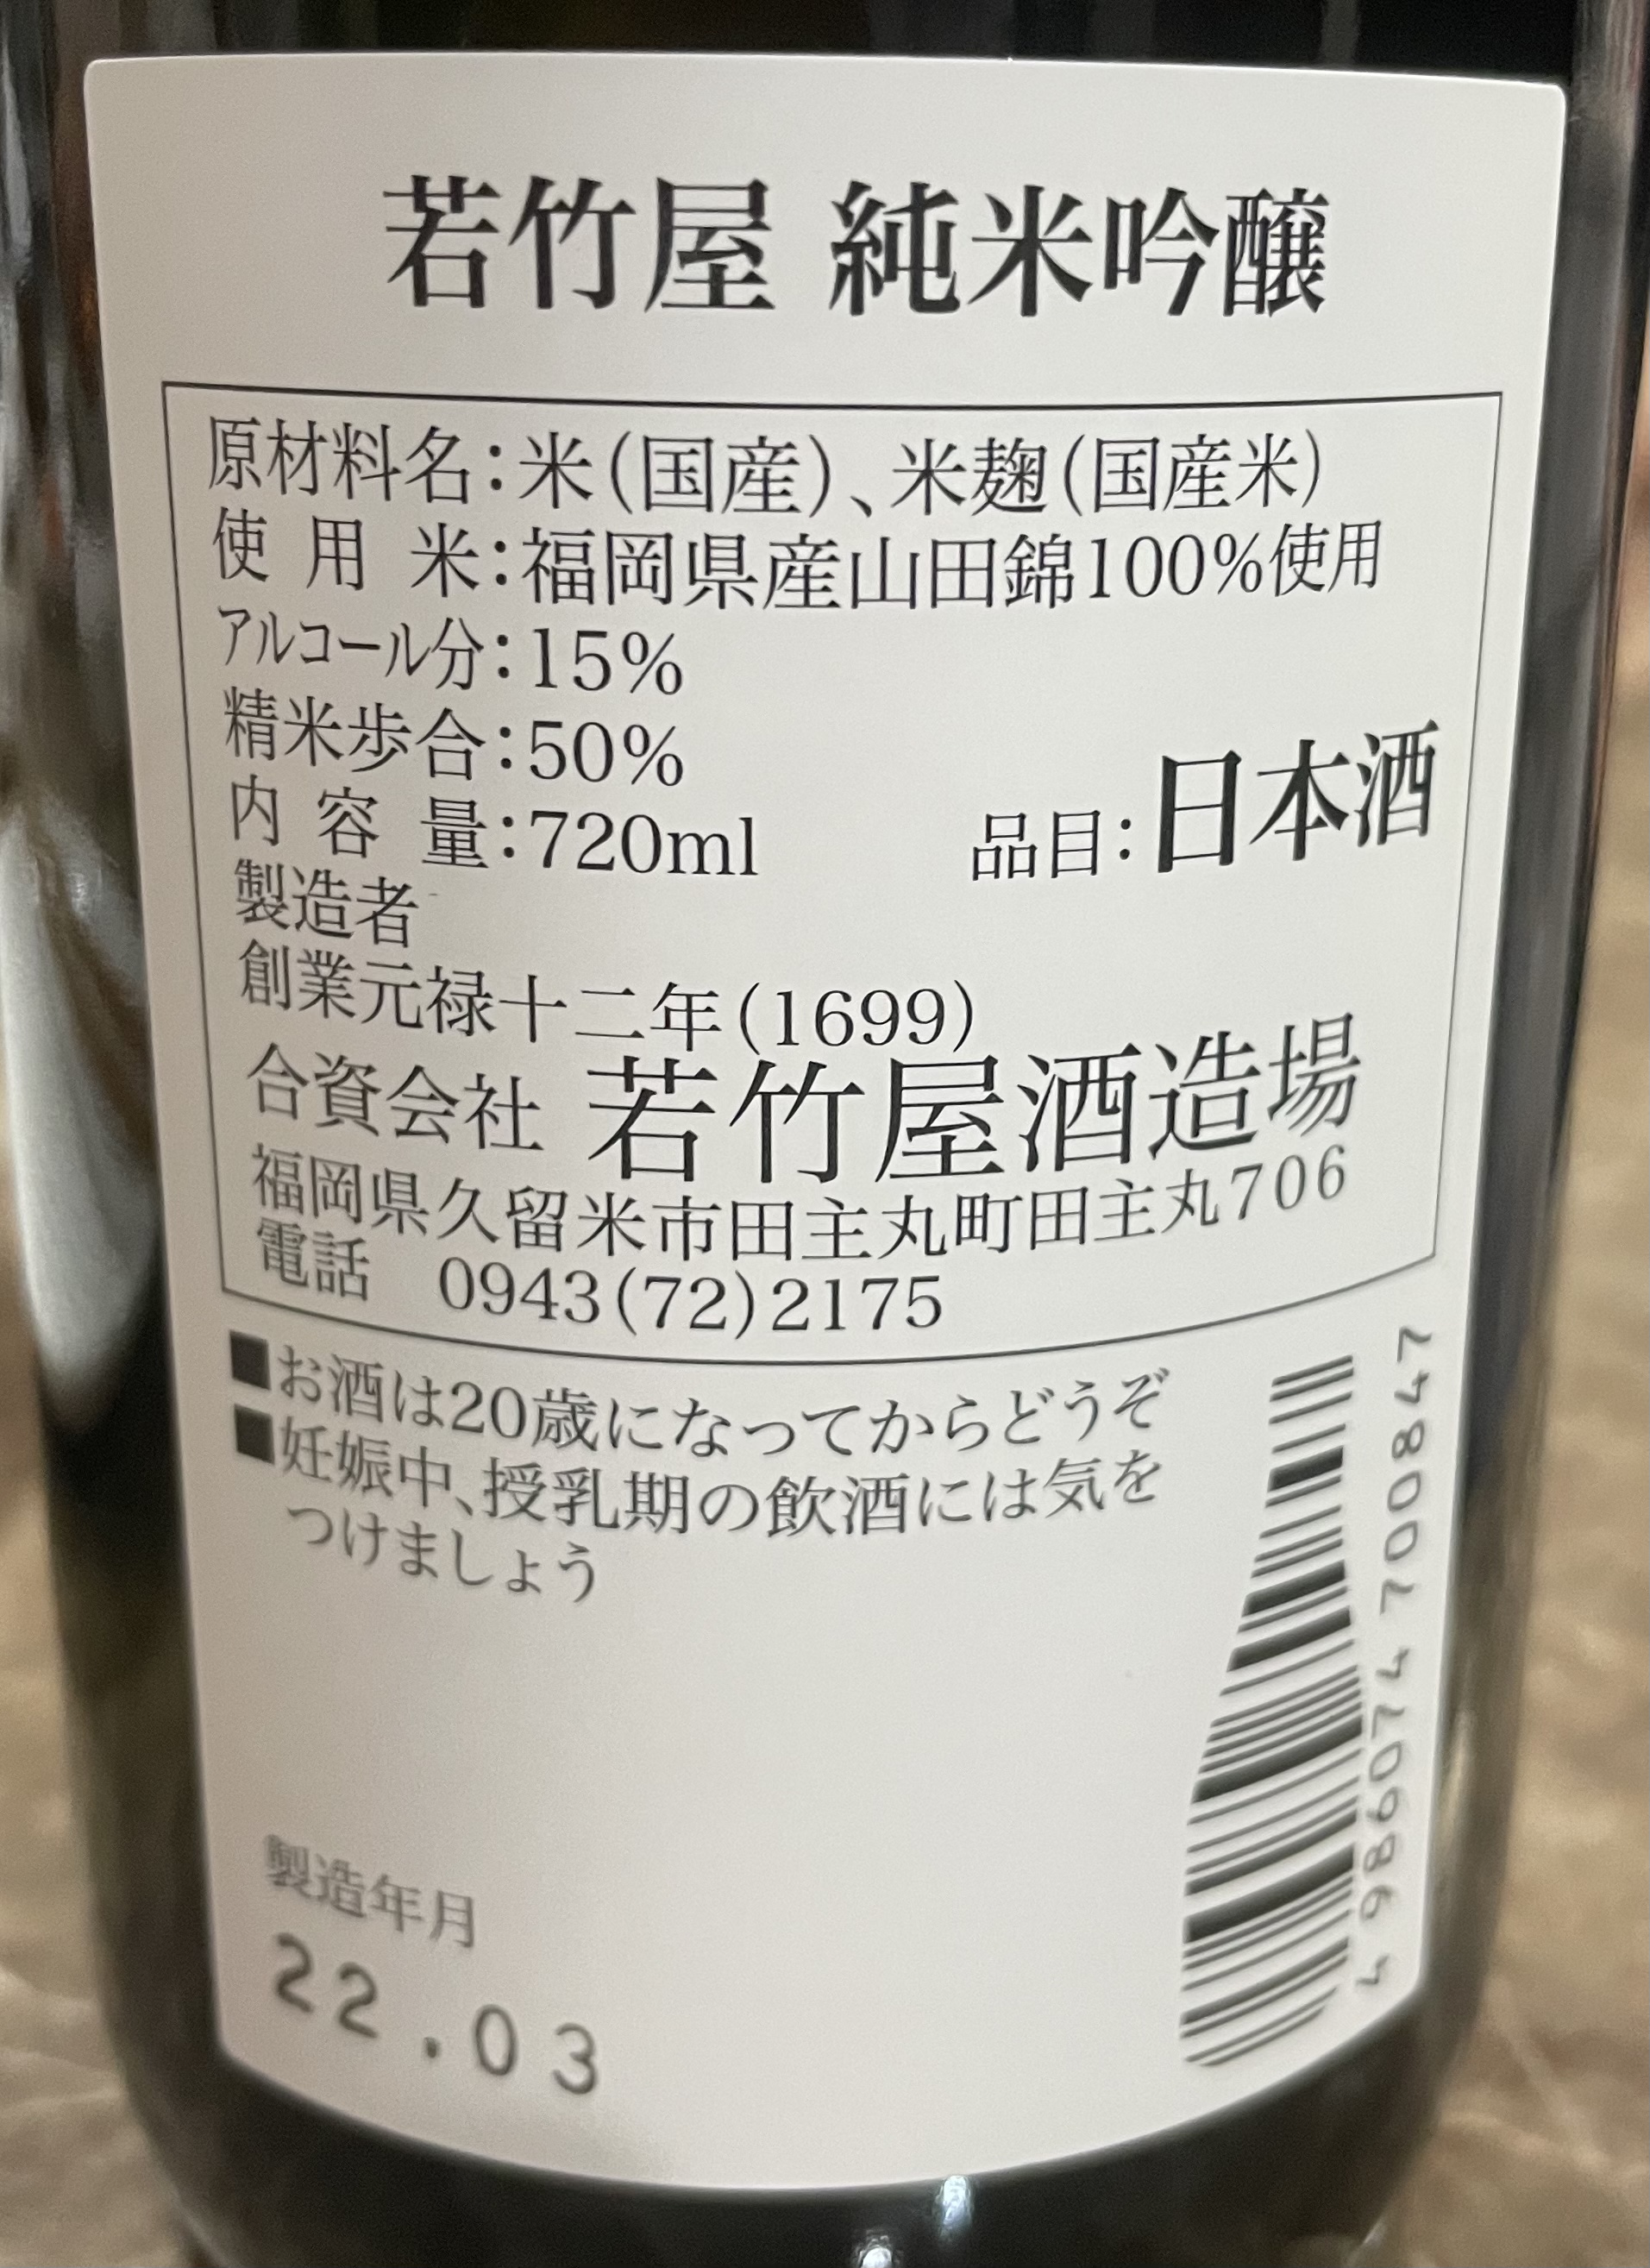 若竹屋 純米吟醸
原材料名：米（国産）、米麹（国産米）
使用米：福岡県産山田錦100%使用
アルコール分：15%
精米歩合：50%
内容量：720ml
品目：日本酒
製造者
創業元禄十二年（1699）
合資会社 若竹屋酒造場
福岡県久留米市田主丸町田主丸706
電話 0943(72)2175
■お酒は20歳になってからどうぞ
■妊娠中、授乳期の飲酒には気を
つけましょう
製造年月
22.03
4 986074 700847